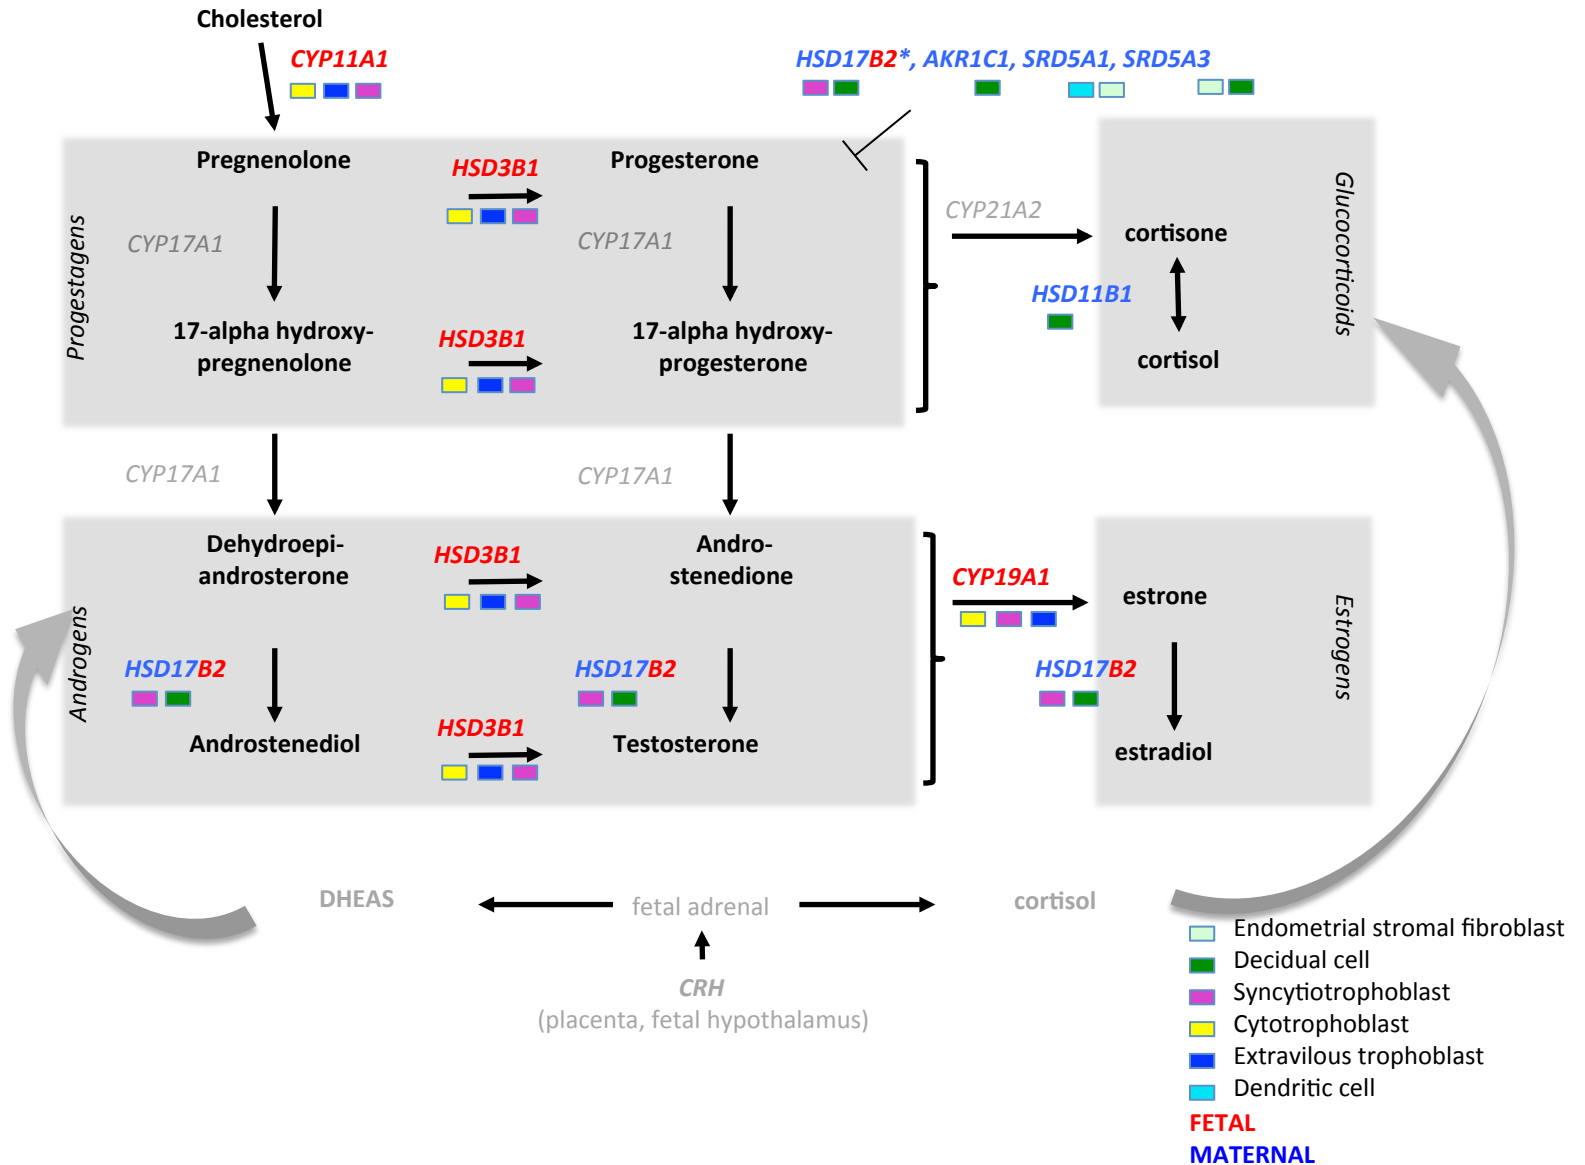 Cholesterol
CYP11A1
HSD17B2*, AKR1C1, SRD5A1, SRD5A3
Progestagens
Pregnenolone
HSD3B1
Progesterone
CYP17A1
CYP17A1
17-alpha hydroxy-
pregnenolone
HSD3B1
17-alpha hydroxy-
progesterone
CYP21A2
Glucocorticoids
cortisone
HSD11B1
cortisol
CYP17A1
CYP17A1
Androgens
Dehydroepi-
androsterone
HSD3B1
Andro-
stenedione
CYP19A1
estrone
Estrogens
HSD17B2
HSD17B2
HSD17B2
Androstenediol
HSD3B1
Testosterone
estradiol
DHEAS
fetal adrenal
cortisol
CRH
(placenta, fetal hypothalamus)
Endometrial stromal fibroblast
Decidual cell
Syncytiotrophoblast
Cytotrophoblast
Extravilous trophoblast
Dendritic cell
FETAL
MATERNAL